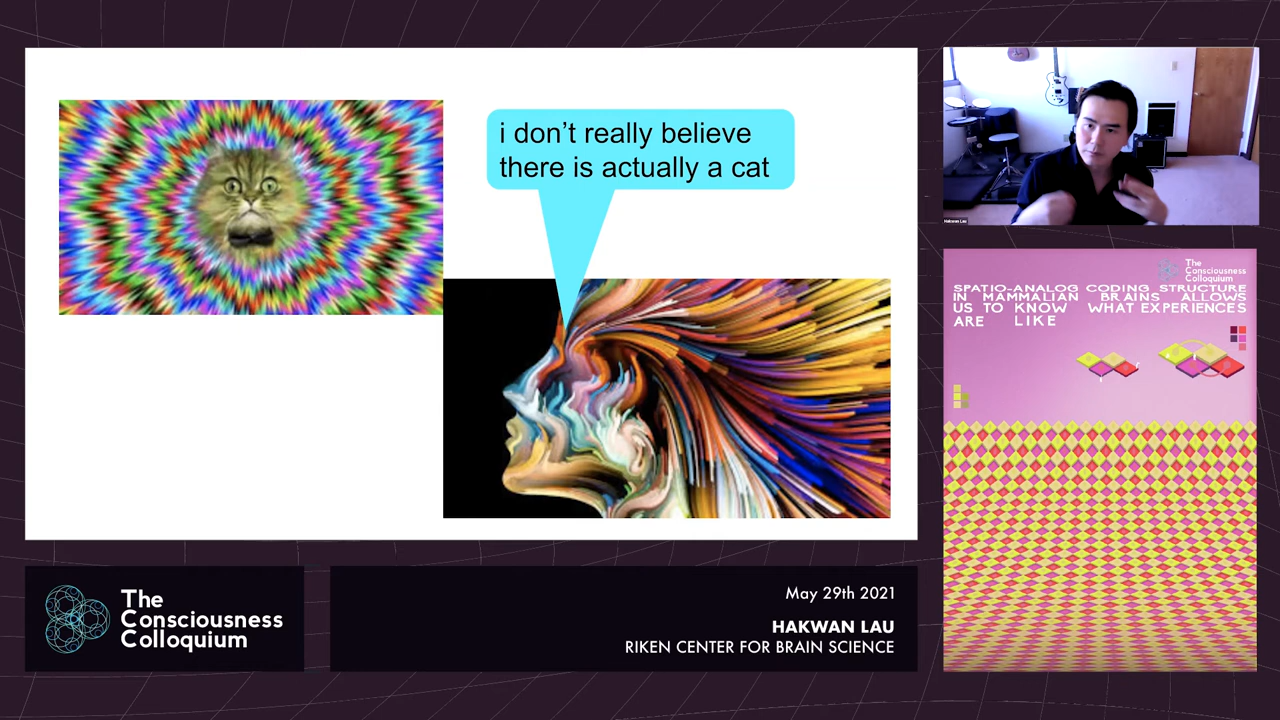 i don't really believe
there is actually a cat
Hakwan Lau
The
Consciousness
Colloquium
SPATIO-ANALOG CODING STRUCTURE
IN MAMMALIAN BRAINS ALLOWS
US TO KNOW WHAT EXPERIENCES
ARE LIKE
The
Consciousness
Colloquium
May 29th 2021
HAKWAN LAU
RIKEN CENTER FOR BRAIN SCIENCE